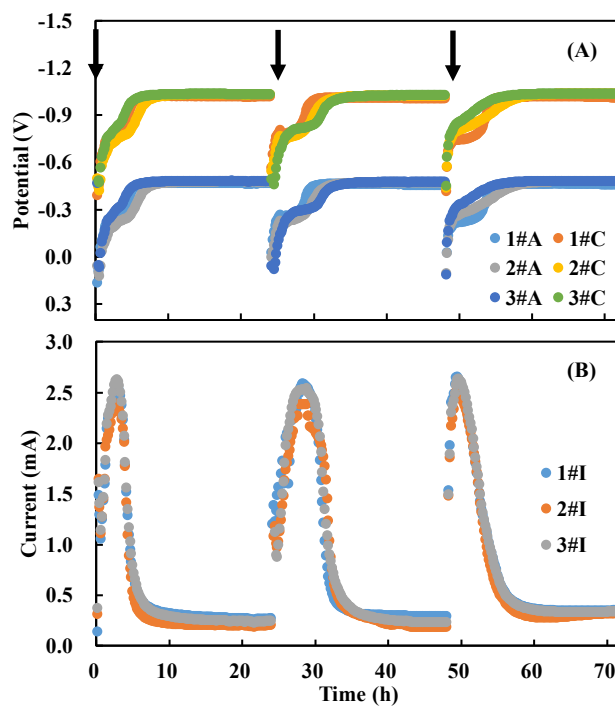 -1.5
(A)
-1.2
-0.9
-0.6
-0.3
0.0
0.3
Potential (V)
1#A 1#C
2#A 2#C
3#A 3#C
3.0
(B)
2.5
2.0
1.5
1.0
0.5
0.0
Current (mA)
1#I
2#I
3#I
0 10 20 30 40 50 60 70
Time (h)